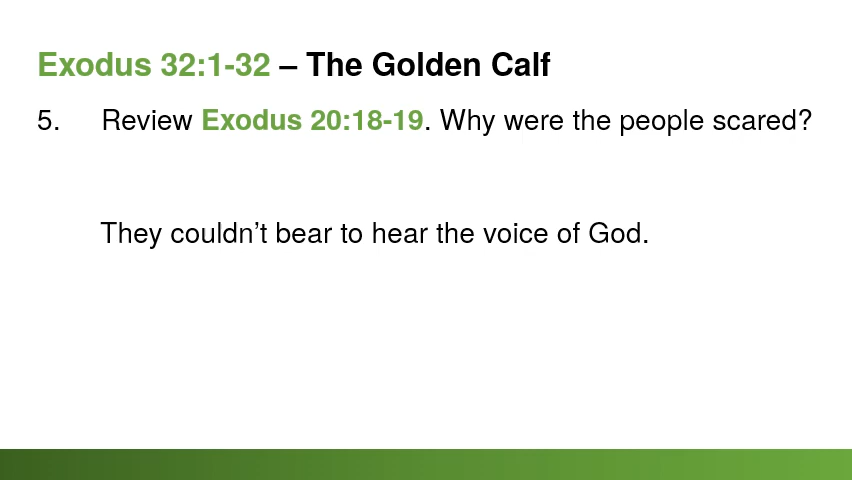 Exodus 32:1-32 – The Golden Calf
5. Review Exodus 20:18-19. Why were the people scared?
They couldn’t bear to hear the voice of God.